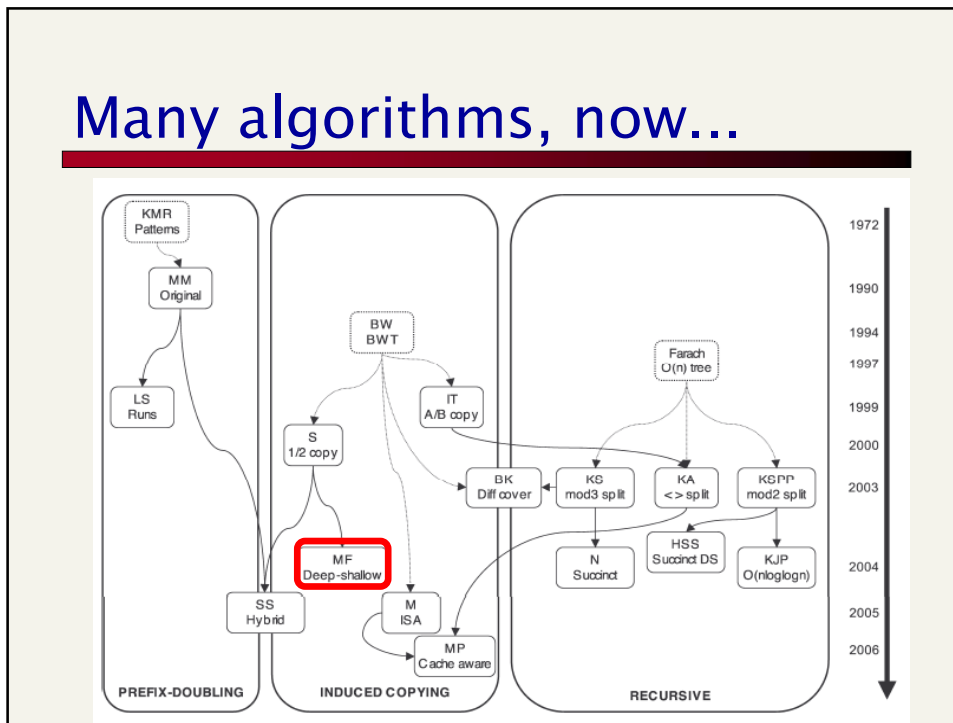 Many algorithms, now...
KMR
Patterns
MM
Original
LS
Runs
SS
Hybrid
PREFIX-DOUBLING
BW
BWT
IT
A/B copy
S
1/2 copy
BK
Diff cover
MF
Deep-shallow
M
ISA
MP
Cache aware
INDUCED COPYING
Farach
O(n) tree
KS
mod3 split
KA
<> split
KSPP
mod2 split
N
Succinct
HSS
Succinct DS
KJP
O(nloglogn)
RECURSIVE
1972
1990
1994
1997
1999
2000
2003
2004
2005
2006